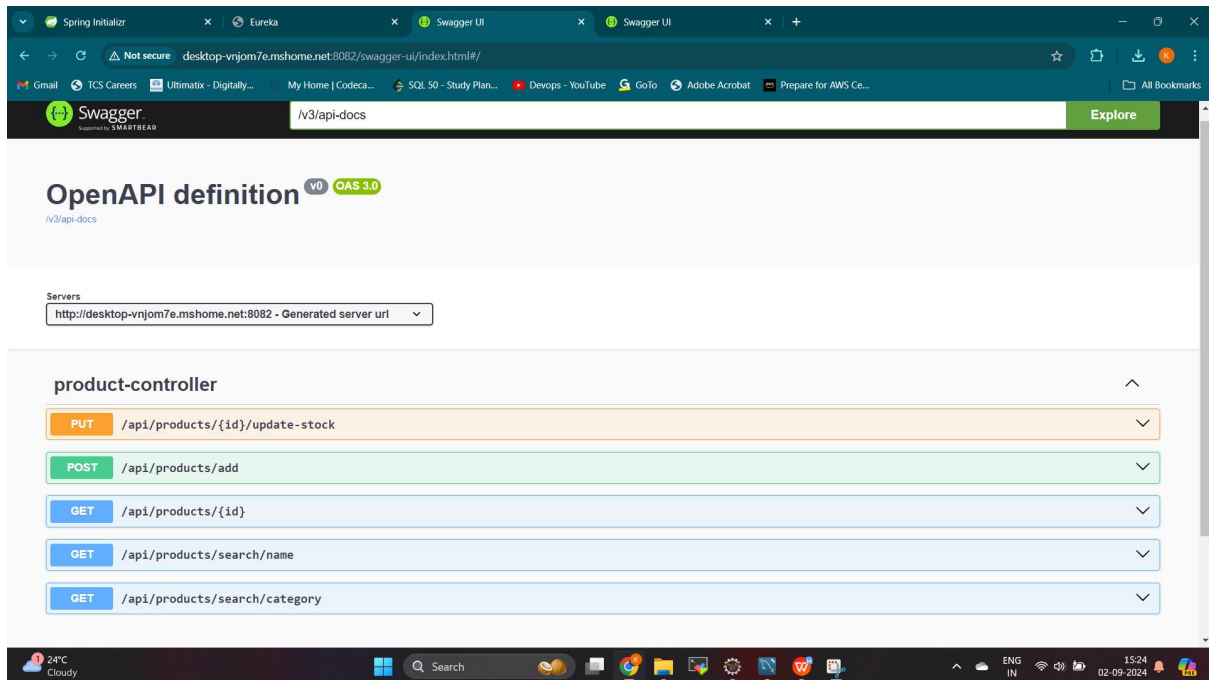 Spring Initializr
Eureka
Swagger UI
Swagger UI
Not secure desktop-vnjom7e.mshome.net:8082/swagger-ui/index.html#/
Gmail TCS Careers Ultimatix - Digitally... My Home | Codeca... SQL 50 - Study Plan... Devops - YouTube GoTo Adobe Acrobat Prepare for AWS Ce... All Bookmarks
Swagger.
Supported by SMARTBEAR
/v3/api-docs
Explore
OpenAPI definition v0 OAS 3.0
/v3/api-docs
Servers
http://desktop-vnjom7e.mshome.net:8082 - Generated server url
product-controller
PUT /api/products/{id}/update-stock
POST /api/products/add
GET /api/products/{id}
GET /api/products/search/name
GET /api/products/search/category
1
24°C
Cloudy
Search
ENG
IN
15:24
02-09-2024